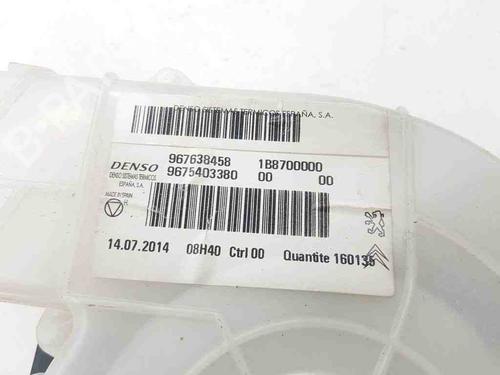 DENSO SISTEMAS TERMICOS ESPAÑA, S.A.
DENSO 967638458 1B8700000
DENSO SISTEMAS TERMICOS 9675403380 00 00
ESPAÑA, S.A.
MADE IN SPAIN
14.07.2014 08H40 Ctrl 00 Quantite 160135